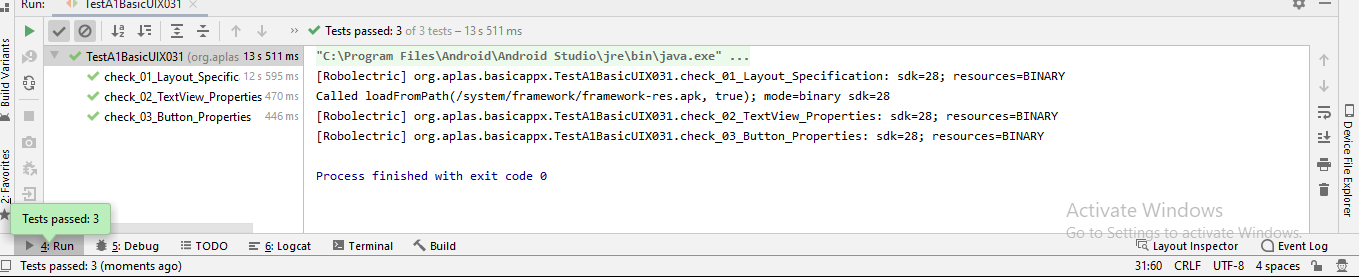 Run: TestA1BasicUIX031
Tests passed: 3 of 3 tests – 13 s 511 ms
TestA1BasicUIX031 (org.aplas 13 s 511 ms
check_01_Layout_Specific 12 s 595 ms
check_02_TextView_Properties 470 ms
check_03_Button_Properties 446 ms
"C:\Program Files\Android\Android Studio\jre\bin\java.exe" ...
[Robolectric] org.aplas.basicappx.TestA1BasicUIX031.check_01_Layout_Specification: sdk=28; resources=BINARY
Called loadFromPath(/system/framework/framework-res.apk, true); mode=binary sdk=28
[Robolectric] org.aplas.basicappx.TestA1BasicUIX031.check_02_TextView_Properties: sdk=28; resources=BINARY
[Robolectric] org.aplas.basicappx.TestA1BasicUIX031.check_03_Button_Properties: sdk=28; resources=BINARY
Process finished with exit code 0
Build Variants
2: Favorites
Device File Explorer
Tests passed: 3
Activate Windows
Go to Settings to activate Windows.
4: Run 5: Debug TODO 6: Logcat Terminal Build Layout Inspector Event Log
Tests passed: 3 (moments ago) 31:60 CRLF UTF-8 4 spaces